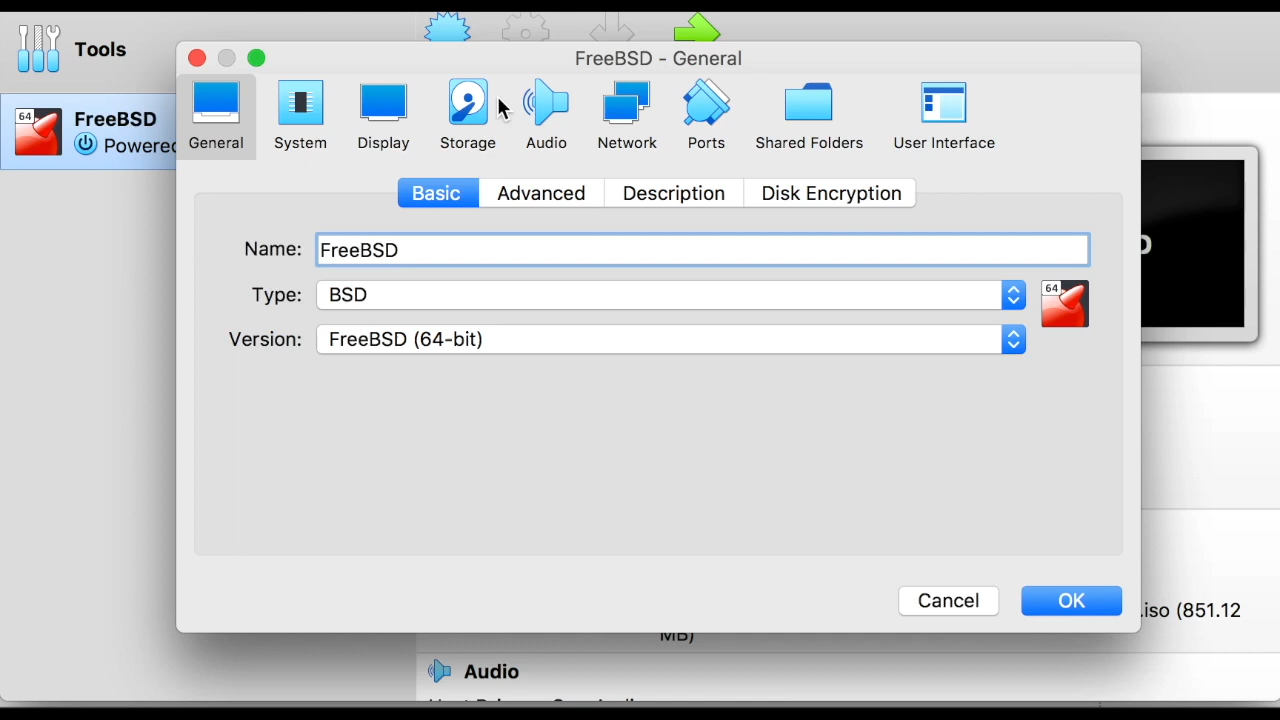 Tools
FreeBSD - General
64
FreeBSD
Powered
General
System
Display
Storage
Audio
Network
Ports
Shared Folders
User Interface
Basic
Advanced
Description
Disk Encryption
Name:
FreeBSD
Type:
BSD
64
Version:
FreeBSD (64-bit)
Cancel
OK
.iso (851.12
MB)
Audio